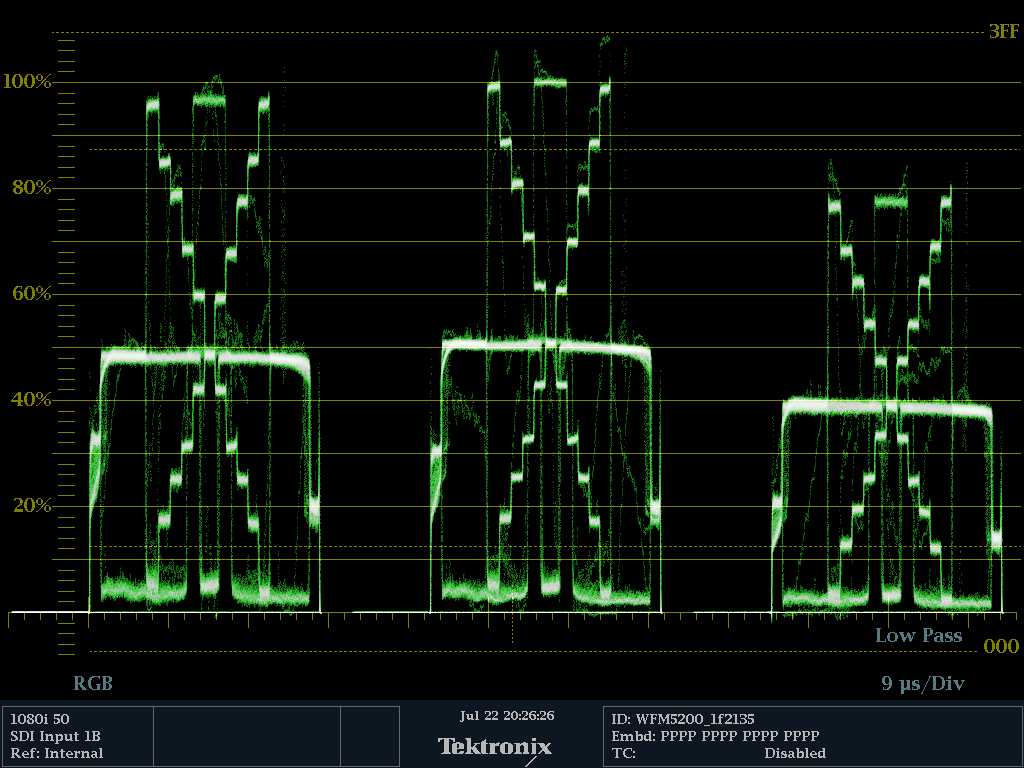 3FF
100%
80%
60%
40%
20%
Low Pass
000
RGB
9 µs/Div
1080i 50
SDI Input 1B
Ref: Internal
Jul 22 20:26:26
Tektronix
ID: WFM5200_1f2135
Embd: PPPP PPPP PPPP PPPP
TC: Disabled